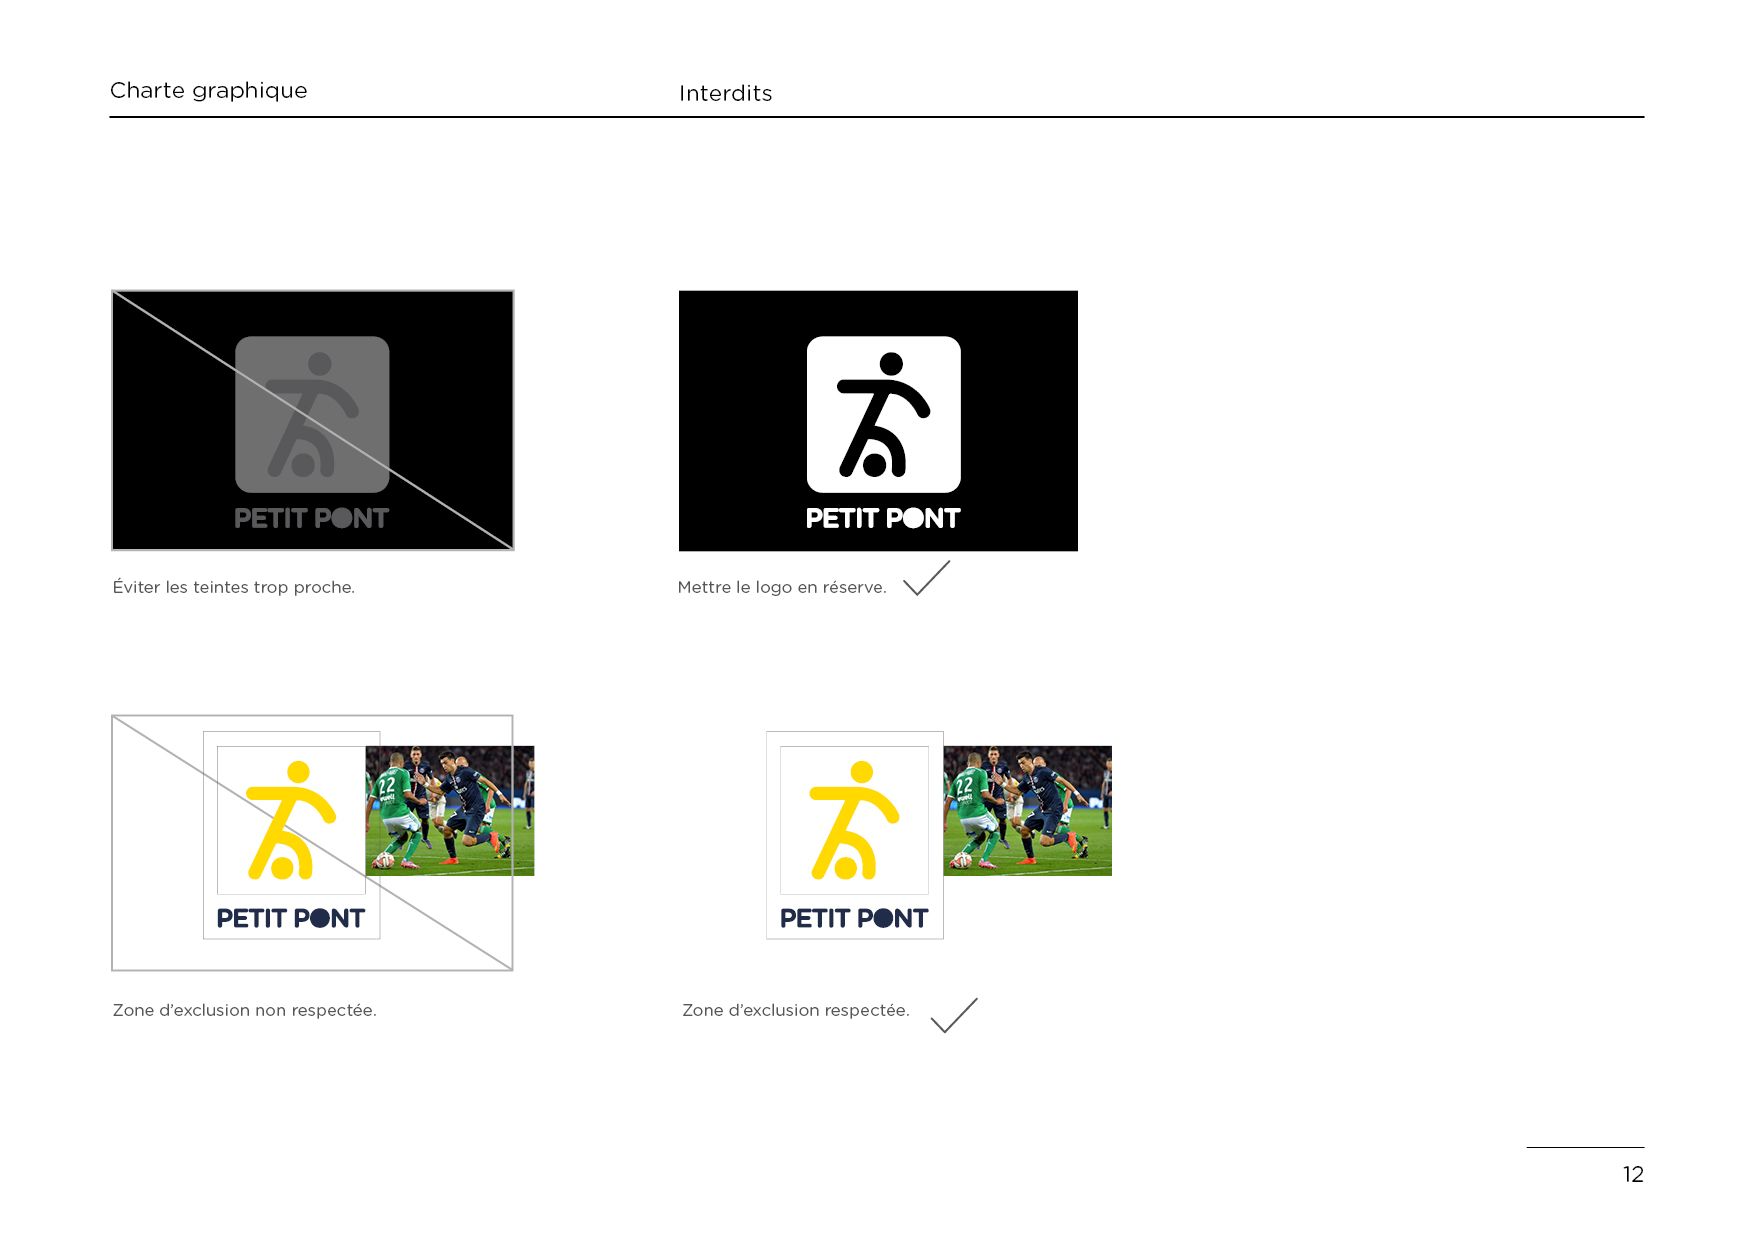 Charte graphique
Interdits
PETIT PONT
PETIT PONT
Éviter les teintes trop proche.
Mettre le logo en réserve.
22
22
PETIT PONT
PETIT PONT
Zone d’exclusion non respectée.
Zone d’exclusion respectée.
12